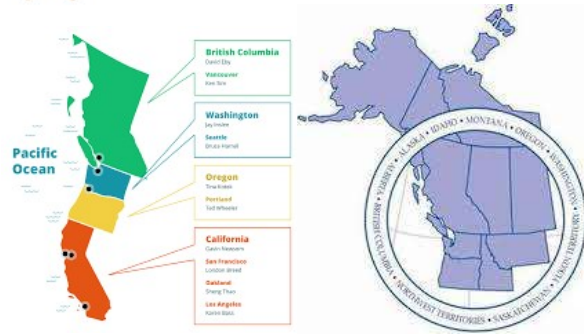 British Columbia
David Eby
Vancouver
Ken Sim
Washington
Jay Inslee
Seattle
Bruce Harrell
Pacific
Ocean
Oregon
Tina Kotek
Portland
Ted Wheeler
California
Gavin Newsom
San Francisco
London Breed
Oakland
Sheng Thao
Los Angeles
Karen Bass
ALBERTA • ALASKA • IDAHO • MONTANA • OREGON • WASHINGTON • YUKON TERRITORY • SASKATCHEWAN • NORTHWEST TERRITORIES • BRITISH COLUMBIA •